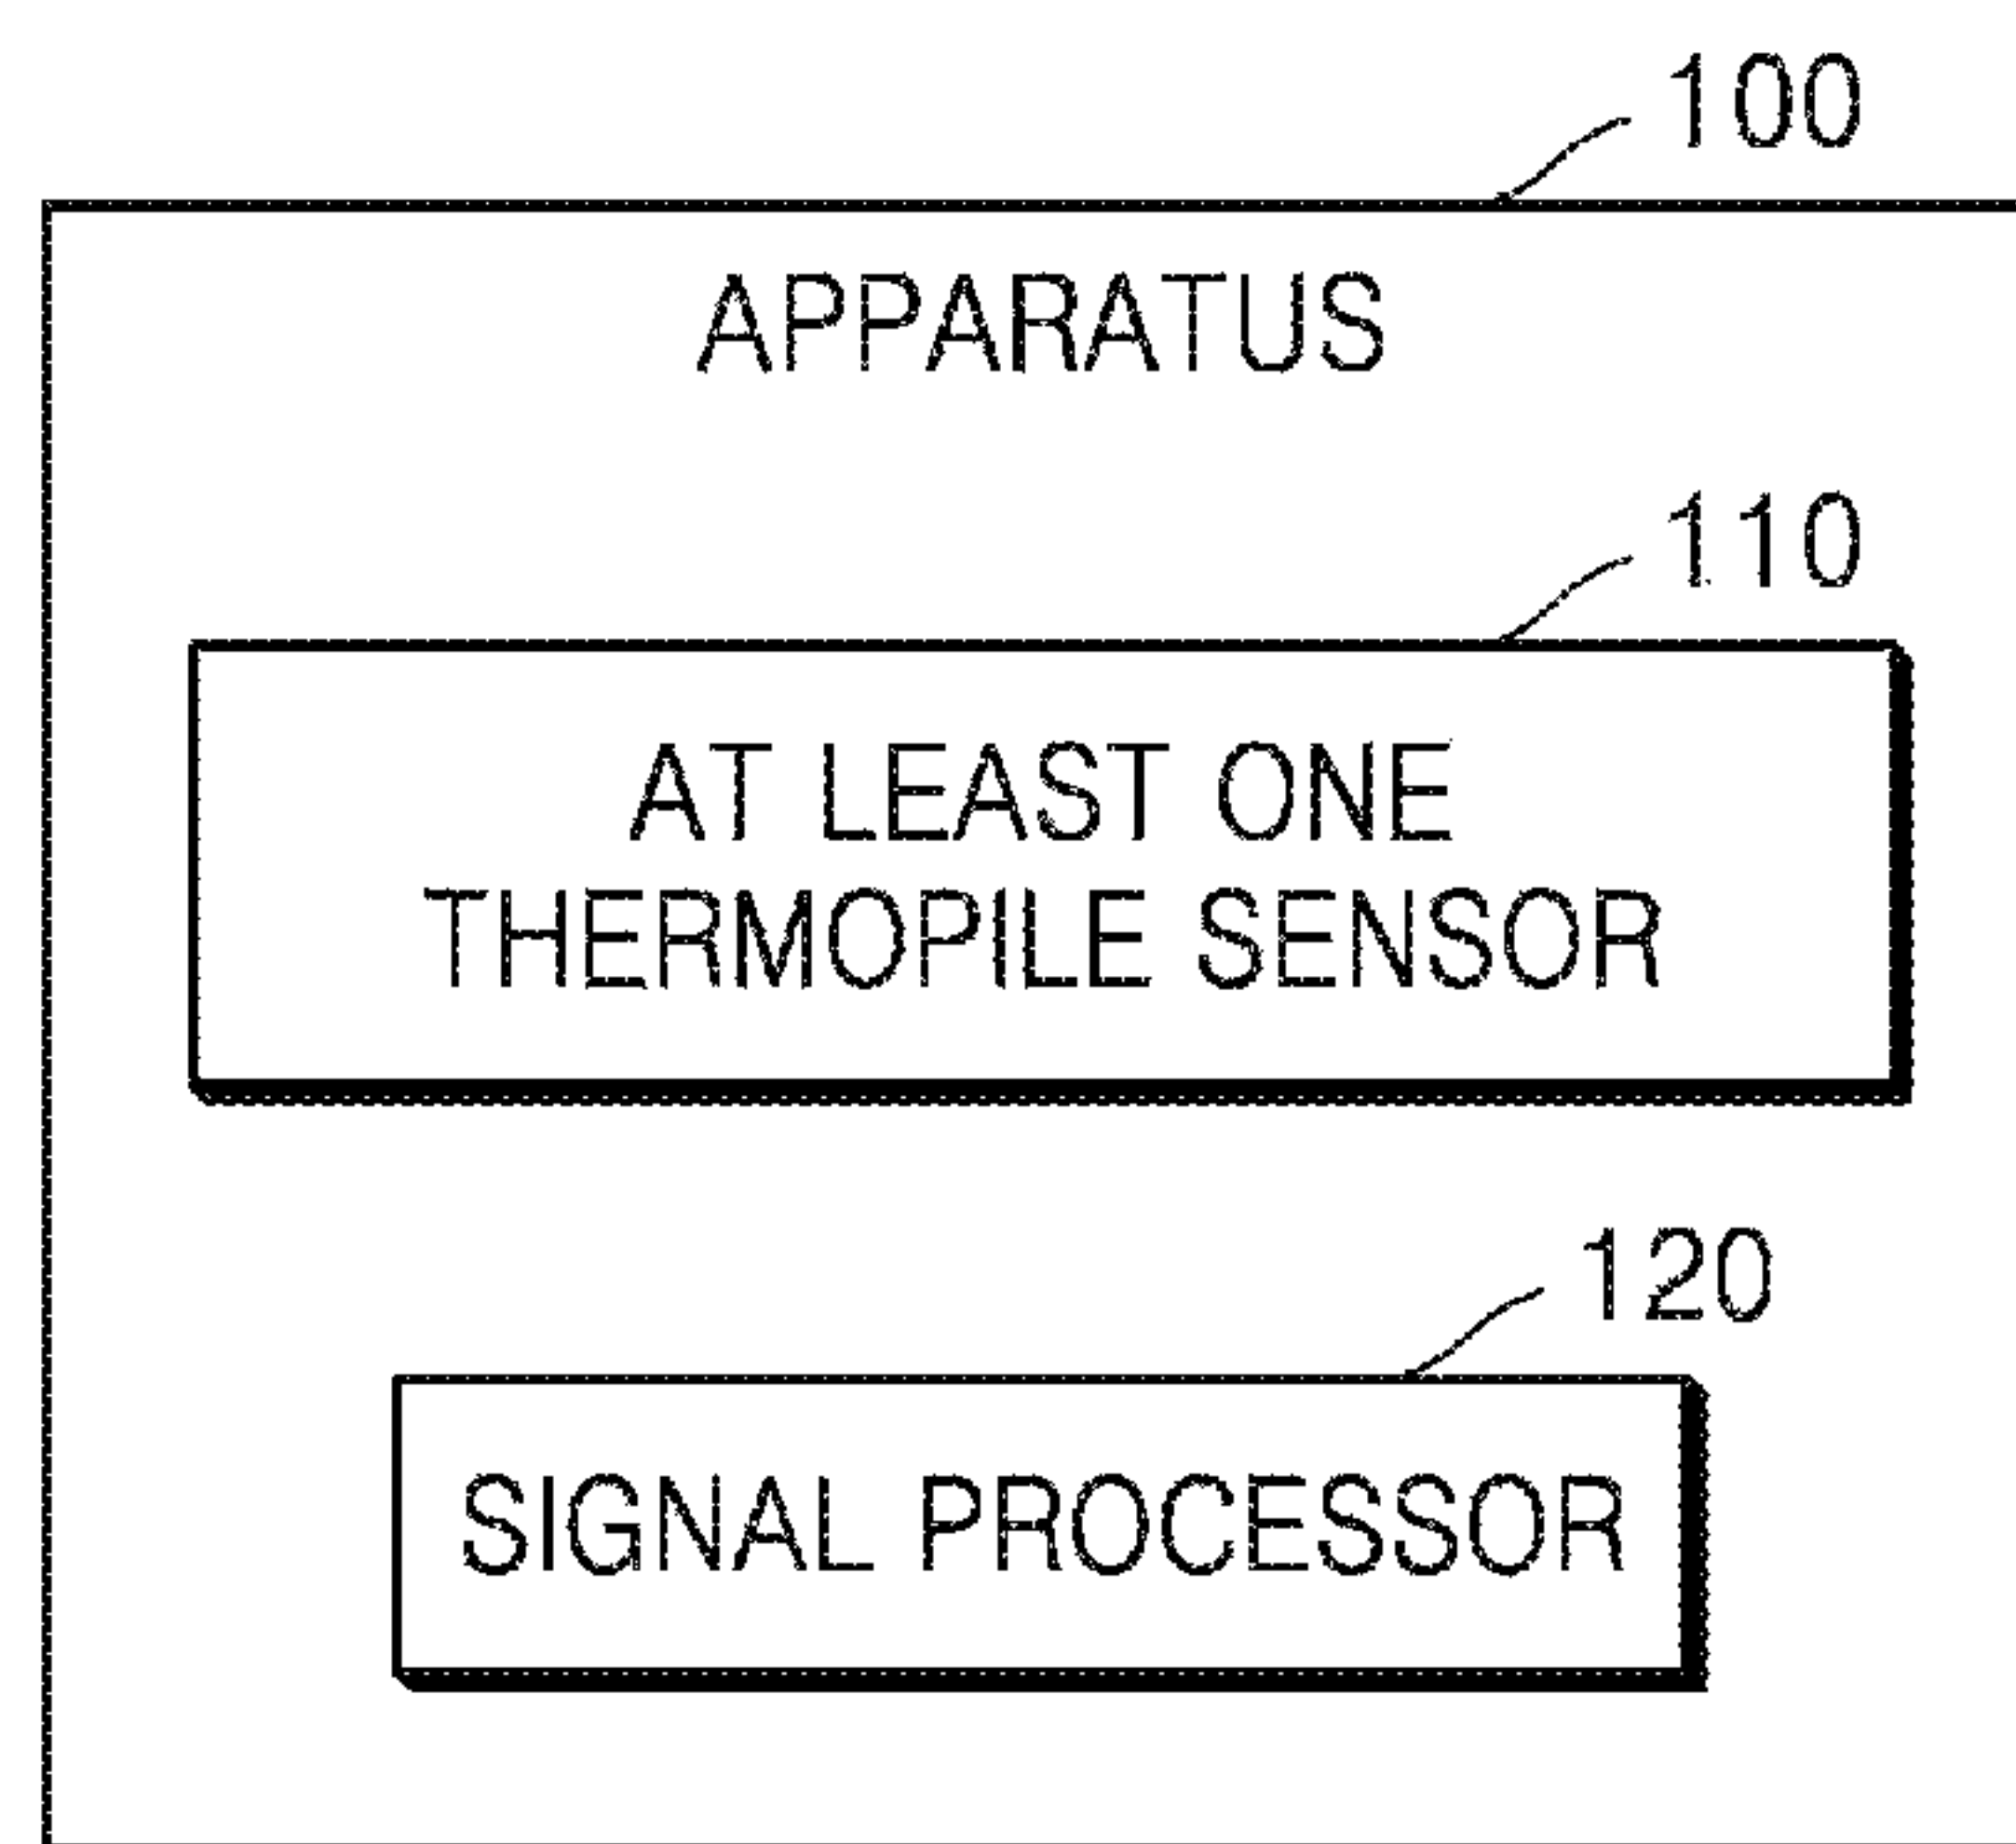 100
APPARATUS
110
AT LEAST ONE
THERMOPILE SENSOR
120
SIGNAL PROCESSOR